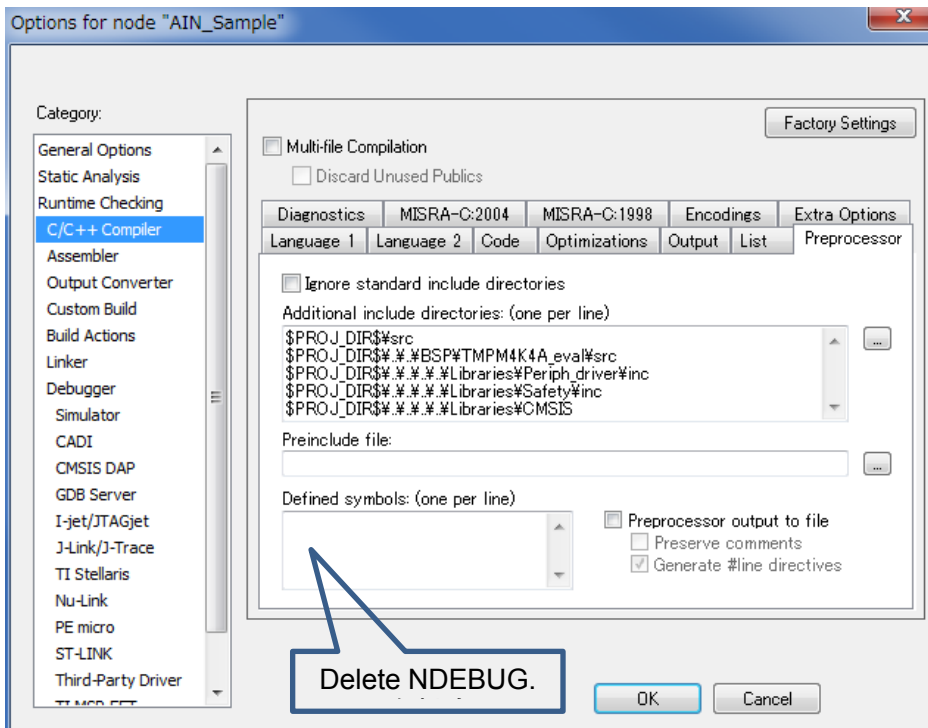 Options for node "AIN_Sample"
x
Category:
General Options
Static Analysis
Runtime Checking
C/C++ Compiler
Assembler
Output Converter
Custom Build
Build Actions
Linker
Debugger
Simulator
CADI
CMSIS DAP
GDB Server
I-jet/JTAGjet
J-Link/J-Trace
TI Stellaris
Nu-Link
PE micro
ST-LINK
Third-Party Driver
TI MSP-FET
Factory Settings
Multi-file Compilation
Discard Unused Publics
Diagnostics MISRA-C:2004 MISRA-C:1998 Encodings Extra Options
Language 1 Language 2 Code Optimizations Output List Preprocessor
Ignore standard include directories
Additional include directories: (one per line)
$PROJ_DIR$¥src
$PROJ_DIR$¥.¥.¥BSP¥TMPM4K4A_eval¥src
$PROJ_DIR$¥.¥.¥.¥.¥Libraries¥Periph_driver¥inc
$PROJ_DIR$¥.¥.¥.¥.¥Libraries¥Safety¥inc
$PROJ_DIR$¥.¥.¥.¥.¥Libraries¥CMSIS
...
Preinclude file:
...
Defined symbols: (one per line)
Preprocessor output to file
Preserve comments
Generate #line directives
Delete NDEBUG.
OK Cancel